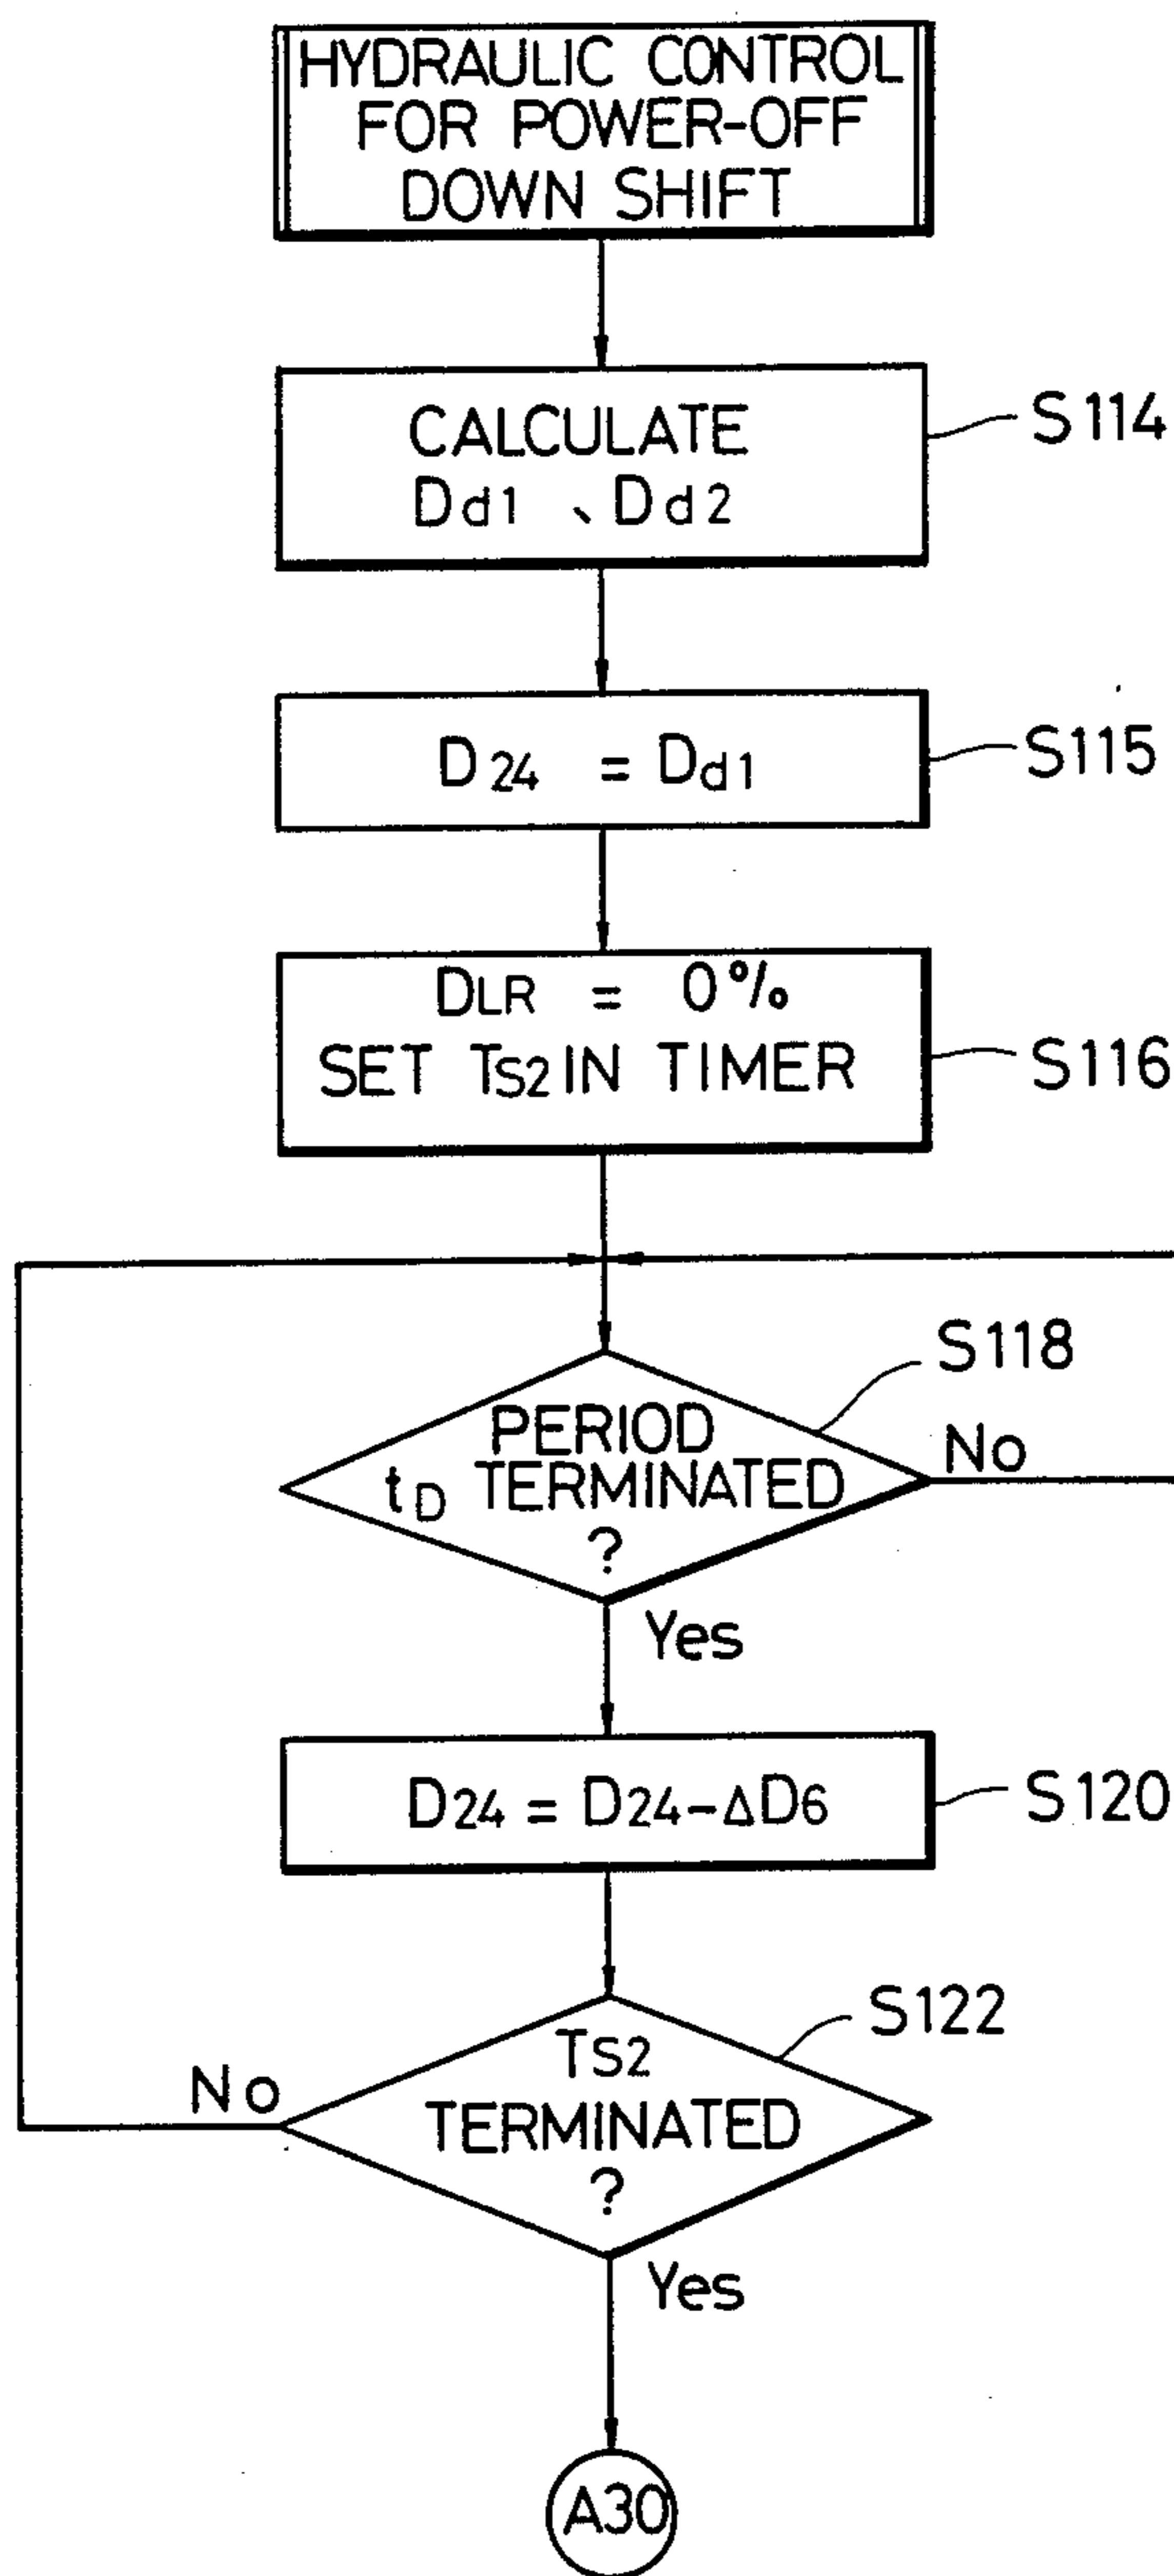 HYDRAULIC CONTROL
FOR POWER-OFF
DOWN SHIFT
CALCULATE
Dd1、Dd2
S114
D24 = Dd1
S115
DLR = 0%
SET TS2 IN TIMER
S116
S118
PERIOD
tD TERMINATED
?
No
Yes
D24 = D24-ΔD6
S120
S122
TS2
TERMINATED
?
No
Yes
A30